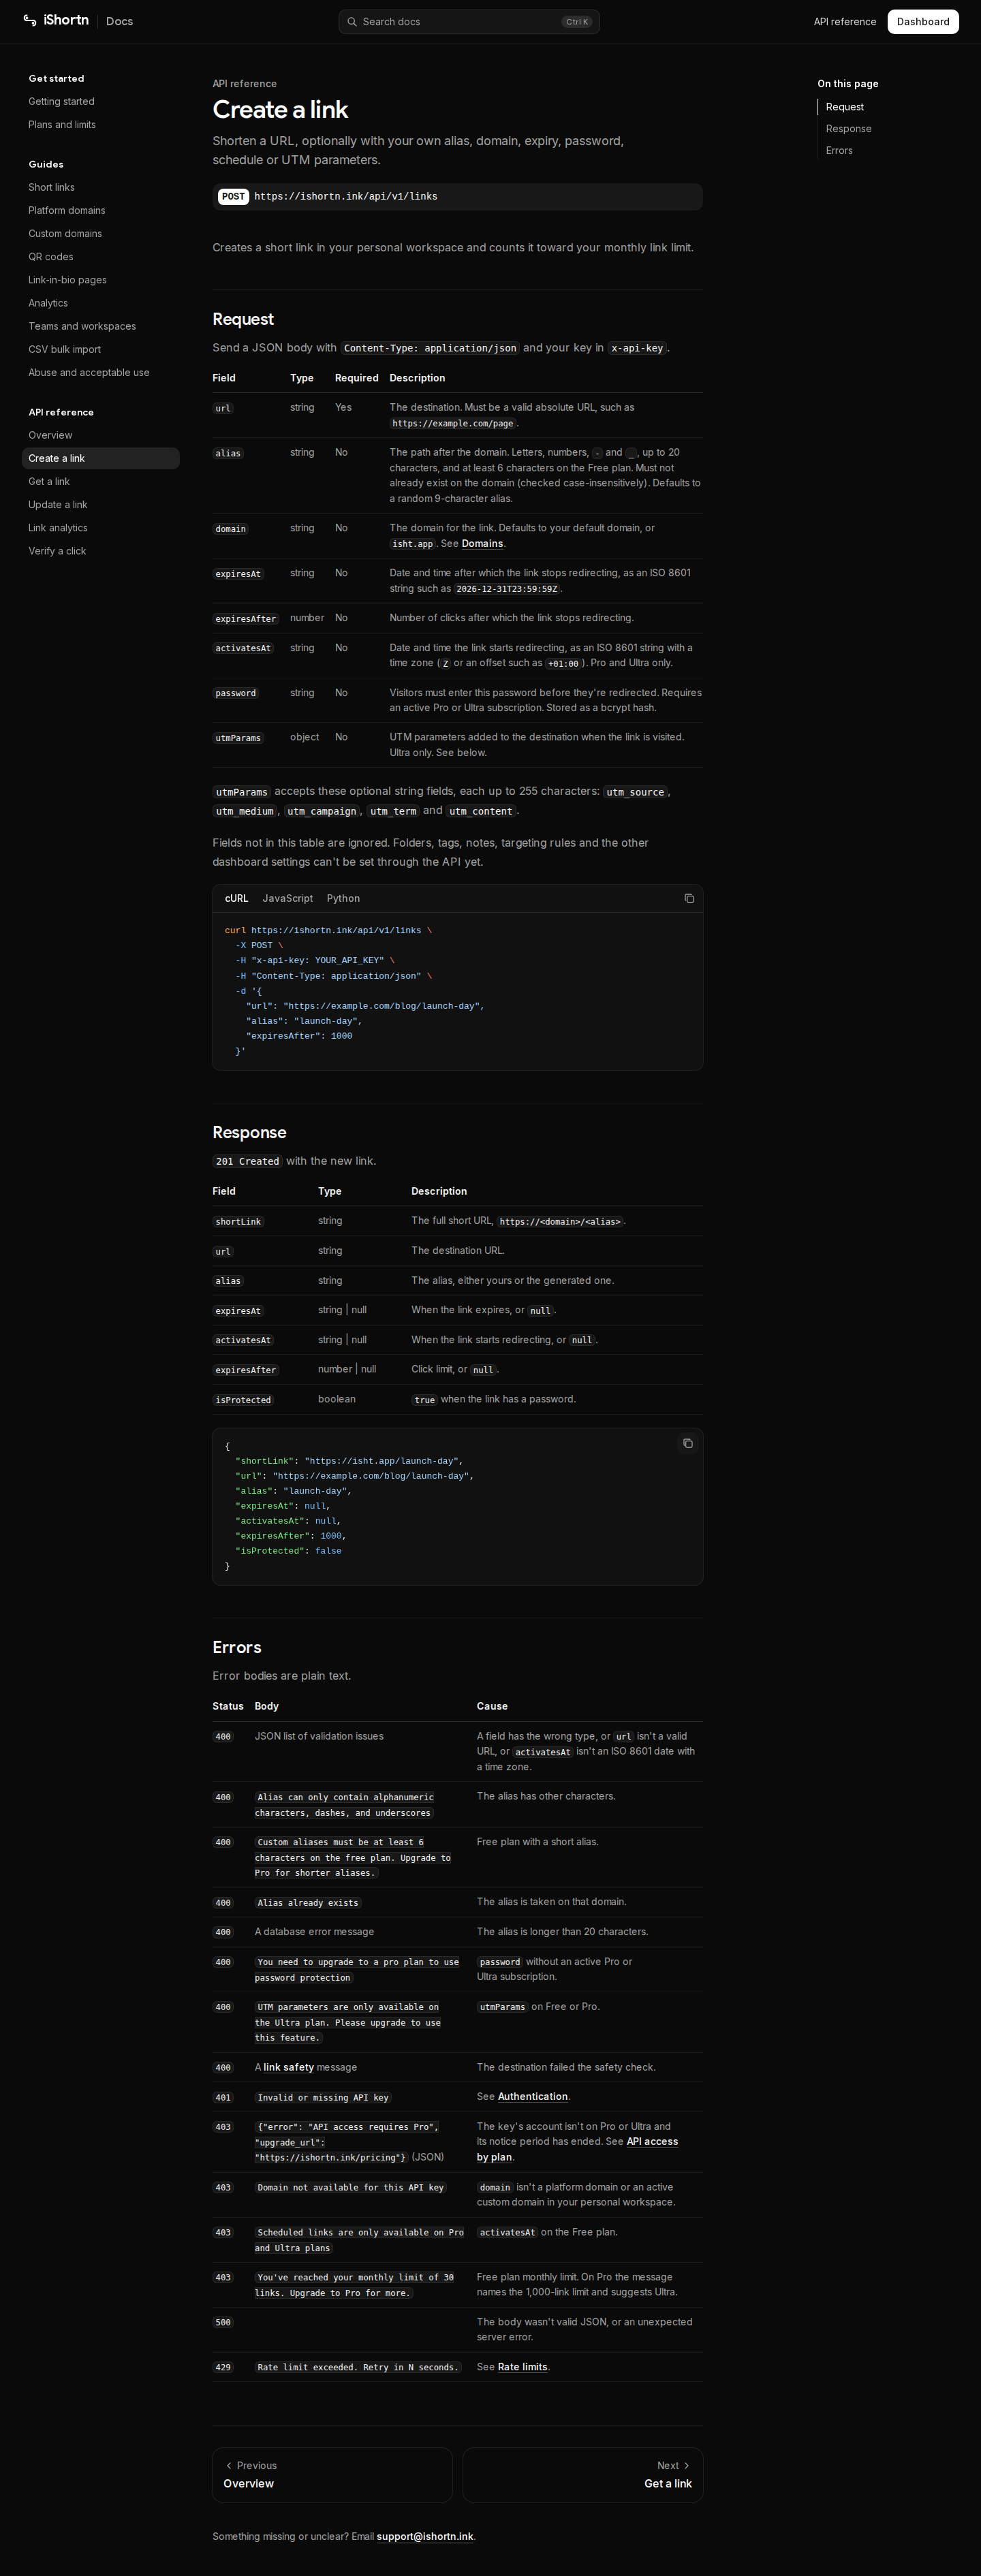 iShortn Docs
Search docs Ctrl K
API reference Dashboard
Get started
Getting started
Plans and limits
Guides
Short links
Platform domains
Custom domains
QR codes
Link-in-bio pages
Analytics
Teams and workspaces
CSV bulk import
Abuse and acceptable use
API reference
Overview
Create a link
Get a link
Update a link
Link analytics
Verify a click
API reference
Create a link
Shorten a URL, optionally with your own alias, domain, expiry, password,
schedule or UTM parameters.
POST https://ishortn.ink/api/v1/links
Creates a short link in your personal workspace and counts it toward your monthly link limit.
Request
Send a JSON body with Content-Type: application/json and your key in x-api-key.
Field Type Required Description
url string Yes The destination. Must be a valid absolute URL, such as
https://example.com/page.
alias string No The path after the domain. Letters, numbers, - and _, up to 20
characters, and at least 6 characters on the Free plan. Must not
already exist on the domain (checked case-insensitively). Defaults to
a random 9-character alias.
domain string No The domain for the link. Defaults to your default domain, or
isht.app. See Domains.
expiresAt string No Date and time after which the link stops redirecting, as an ISO 8601
string such as 2026-12-31T23:59:59Z.
expiresAfter number No Number of clicks after which the link stops redirecting.
activatesAt string No Date and time the link starts redirecting, as an ISO 8601 string with a
time zone (Z or an offset such as +01:00). Pro and Ultra only.
password string No Visitors must enter this password before they're redirected. Requires
an active Pro or Ultra subscription. Stored as a bcrypt hash.
utmParams object No UTM parameters added to the destination when the link is visited.
Ultra only. See below.
utmParams accepts these optional string fields, each up to 255 characters: utm_source,
utm_medium, utm_campaign, utm_term and utm_content.
Fields not in this table are ignored. Folders, tags, notes, targeting rules and the other
dashboard settings can't be set through the API yet.
cURL JavaScript Python
curl https://ishortn.ink/api/v1/links \
-X POST \
-H "x-api-key: YOUR_API_KEY" \
-H "Content-Type: application/json" \
-d '{
"url": "https://example.com/blog/launch-day",
"alias": "launch-day",
"expiresAfter": 1000
}'
Response
201 Created with the new link.
Field Type Description
shortLink string The full short URL, https://<domain>/<alias>.
url string The destination URL.
alias string The alias, either yours or the generated one.
expiresAt string | null When the link expires, or null.
activatesAt string | null When the link starts redirecting, or null.
expiresAfter number | null Click limit, or null.
isProtected boolean true when the link has a password.
{
"shortLink": "https://isht.app/launch-day",
"url": "https://example.com/blog/launch-day",
"alias": "launch-day",
"expiresAt": null,
"activatesAt": null,
"expiresAfter": 1000,
"isProtected": false
}
Errors
Error bodies are plain text.
Status Body Cause
400 JSON list of validation issues A field has the wrong type, or url isn't a valid
URL, or activatesAt isn't an ISO 8601 date with
a time zone.
400 Alias can only contain alphanumeric The alias has other characters.
characters, dashes, and underscores
400 Custom aliases must be at least 6 Free plan with a short alias.
characters on the free plan. Upgrade to
Pro for shorter aliases.
400 Alias already exists The alias is taken on that domain.
400 A database error message The alias is longer than 20 characters.
400 You need to upgrade to a pro plan to use password without an active Pro or
password protection Ultra subscription.
400 UTM parameters are only available on utmParams on Free or Pro.
the Ultra plan. Please upgrade to use
this feature.
400 A link safety message The destination failed the safety check.
401 Invalid or missing API key See Authentication.
403 {"error": "API access requires Pro", The key's account isn't on Pro or Ultra and
"upgrade_url": its notice period has ended. See API access
"https://ishortn.ink/pricing"} (JSON) by plan.
403 Domain not available for this API key domain isn't a platform domain or an active
custom domain in your personal workspace.
403 Scheduled links are only available on Pro activatesAt on the Free plan.
and Ultra plans
403 You've reached your monthly limit of 30 Free plan monthly limit. On Pro the message
links. Upgrade to Pro for more. names the 1,000-link limit and suggests Ultra.
500 The body wasn't valid JSON, or an unexpected
server error.
429 Rate limit exceeded. Retry in N seconds. See Rate limits.
Previous
Overview
Next
Get a link
Something missing or unclear? Email support@ishortn.ink.
On this page
Request
Response
Errors